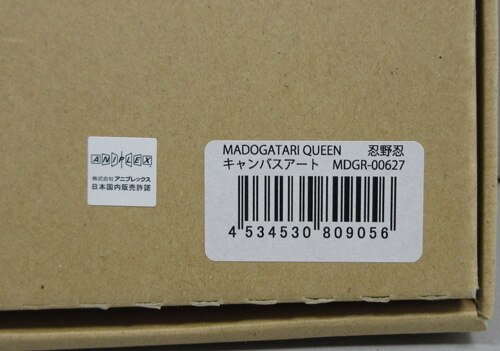 MADOGATARI QUEEN 忍野忍
キャンバスアート MDGR-00627
4 534530 809056
ANIPLEX
株式会社アニプレックス
日本国内販売許諾